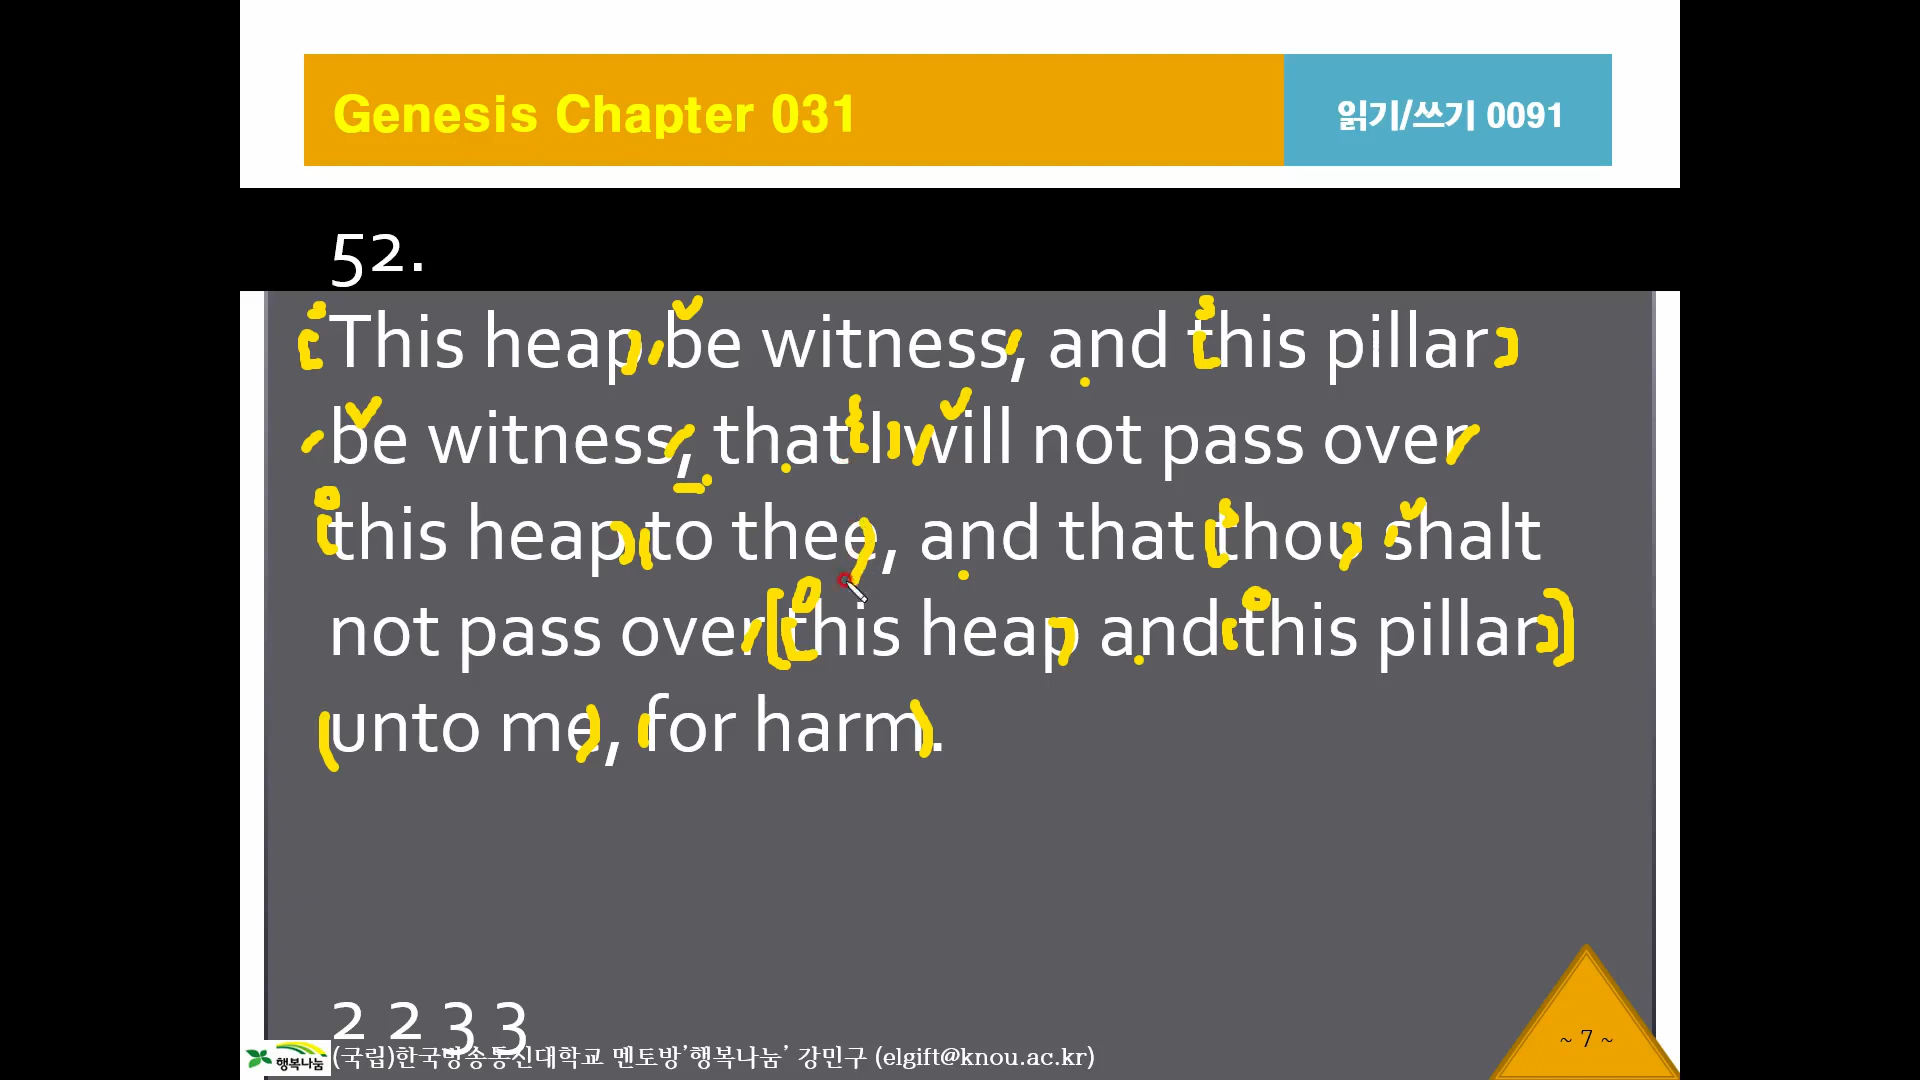 Genesis Chapter 031
읽기/쓰기 0091
52.
This heap be witness, and this pillar
be witness, that I will not pass over
this heap to thee, and that thou shalt
not pass over this heap and this pillar
unto me, for harm.
2 2 3 3
행복나눔 (국립)한국방송통신대학교 멘토방'행복나눔' 강민구 (elgift@knou.ac.kr)
~ 7 ~